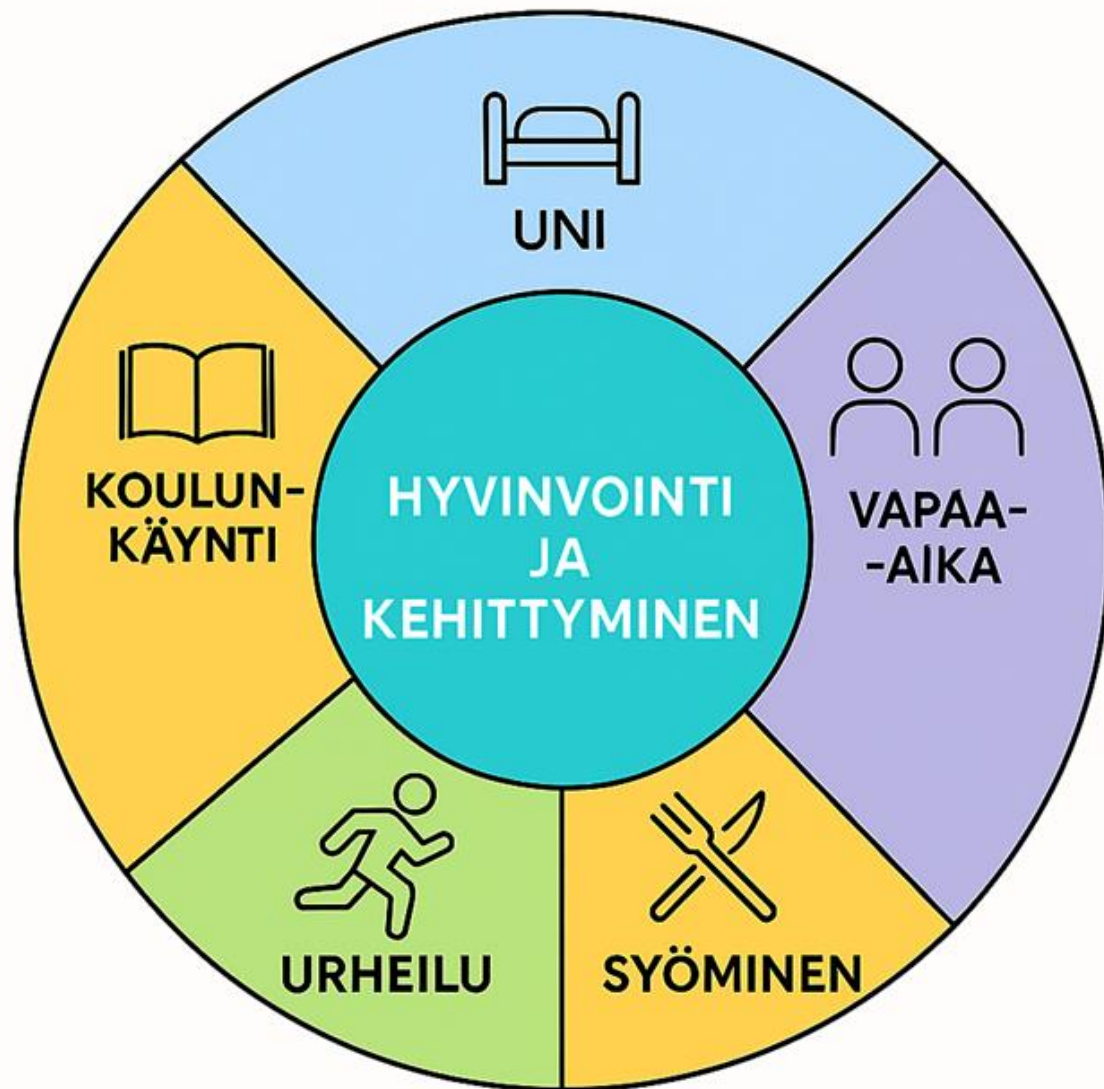 UNI
KOULUN-
KÄYNTI
HYVINVOINTI
JA
KEHITTYMINEN
VAPAA-
-AIKA
URHEILU
SYÖMINEN